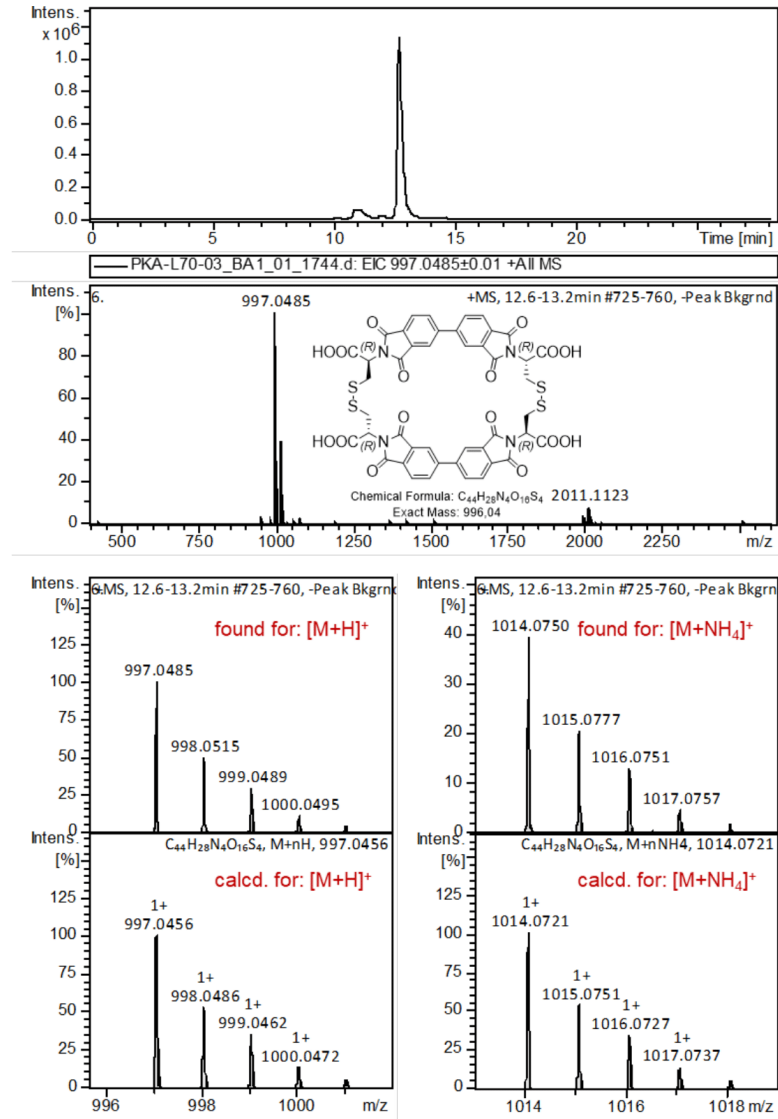 Intens.
x 10⁶
1.0
0.8
0.6
0.4
0.2
0.0
0 5 10 15 20 Time [min]
PKA-L70-03_BA1_01_1744.d: EIC 997.0485±0.01 +All MS
Intens.
[%]
6. 997.0485 +MS, 12.6-13.2min #725-760, -Peak Bkgrnd
80
60
40
20
0
O O O O
HOOC (R) N N (R) COOH
O O
S S
S S
O O
HOOC (R) N N (R) COOH
O O O O
Chemical Formula: C₄₄H₂₈N₄O₁₆S₄ 2011.1123
Exact Mass: 996,04
500 750 1000 1250 1500 1750 2000 2250 m/z
Intens.
[%]
MS, 12.6-13.2min #725-760, -Peak Bkgrn
found for: [M+H]⁺
125
100
75
50
25
0
997.0485
998.0515
999.0489
1000.0495
Intens.
[%]
MS, 12.6-13.2min #725-760, -Peak Bkgrnd
found for: [M+NH₄]⁺
40
30
20
10
0
1014.0750
1015.0777
1016.0751
1017.0757
[%]
C₄₄H₂₈N₄O₁₆S₄, M+nH, 997.0456
calcd. for: [M+H]⁺
125
100
75
50
25
0
1+
997.0456
1+
998.0486
1+
999.0462
1+
1000.0472
996 998 1000 m/z
[%]
C₄₄H₂₈N₄O₁₆S₄, M+nNH4, 1014.0721
calcd. for: [M+NH₄]⁺
125
100
75
50
25
0
1+
1014.0721
1+
1015.0751
1+
1016.0727
1+
1017.0737
1014 1016 1018 m/z